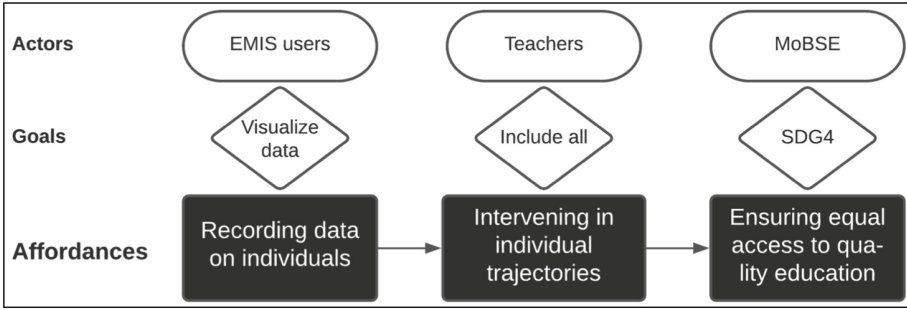 Actors
EMIS users
Teachers
MoBSE
Goals
Visualize
data
Include all
SDG4
Affordances
Recording data
on individuals
Intervening in
individual
trajectories
Ensuring equal
access to qua-
lity education